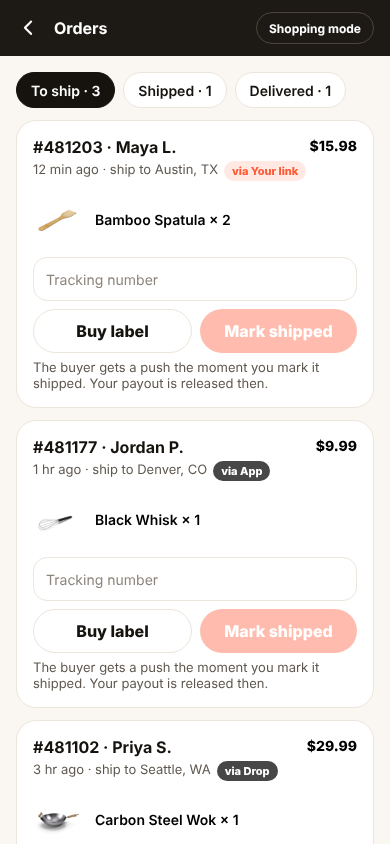 Orders
Shopping mode
To ship · 3
Shipped · 1
Delivered · 1
#481203 · Maya L.
$15.98
12 min ago · ship to Austin, TX
via Your link
Bamboo Spatula × 2
Tracking number
Buy label
Mark shipped
The buyer gets a push the moment you mark it
shipped. Your payout is released then.
#481177 · Jordan P.
$9.99
1 hr ago · ship to Denver, CO
via App
Black Whisk × 1
Tracking number
Buy label
Mark shipped
The buyer gets a push the moment you mark it
shipped. Your payout is released then.
#481102 · Priya S.
$29.99
3 hr ago · ship to Seattle, WA
via Drop
Carbon Steel Wok × 1